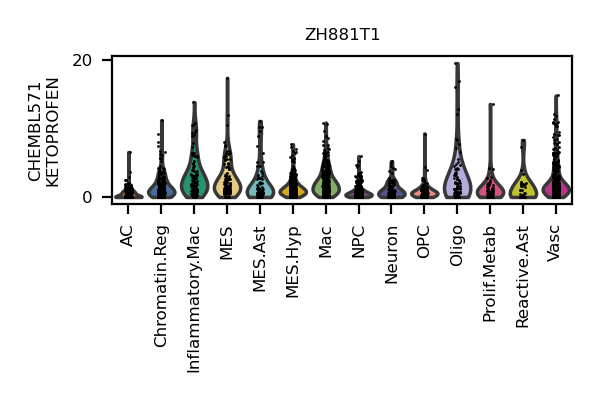 ZH881T1
CHEMBL571
KETOPROFEN
20
0
AC
Chromatin.Reg
Inflammatory.Mac
MES
MES.Ast
MES.Hyp
Mac
NPC
Neuron
OPC
Oligo
Prolif.Metab
Reactive.Ast
Vasc